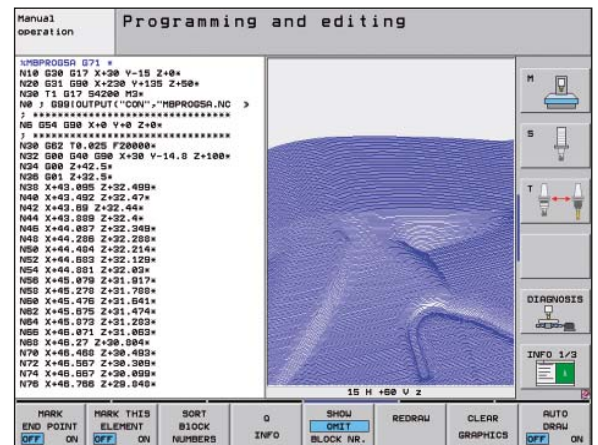 Manual operation
Programming and editing
%MBPROGSA G71 *
N10 G30 G17 X+30 Y-15 Z+0*
N20 G31 G90 X+230 Y+135 Z+50*
N30 T1 G17 S4200 M3*
N0 ; G99(OUTPUT("CON","MBPROGSA.NC >
; *********************************
N6 G54 G90 X+0 Y+0 Z+0*
; *********************************
N30 G62 T0.025 F20000*
N32 G00 G40 G90 X+30 Y-14.8 Z+100*
N34 G00 Z+42.5*
N36 G01 Z+32.5*
N38 X+43.095 Z+32.499*
N40 X+43.492 Z+32.47*
N42 X+43.69 Z+32.44*
N44 X+43.889 Z+32.4*
N46 X+44.087 Z+32.349*
N48 X+44.286 Z+32.288*
N50 X+44.484 Z+32.214*
N52 X+44.683 Z+32.129*
N54 X+44.881 Z+32.03*
N56 X+45.079 Z+31.917*
N58 X+45.278 Z+31.788*
N60 X+45.476 Z+31.641*
N62 X+45.675 Z+31.474*
N64 X+45.873 Z+31.283*
N66 X+46.071 Z+31.063*
N68 X+46.27 Z+30.804*
N70 X+46.468 Z+30.493*
N72 X+46.567 Z+30.309*
N74 X+46.667 Z+30.099*
N76 X+46.766 Z+29.848*
15 H +60 V z
M
S
T
DIAGNOSIS
INFO 1/3
MARK END POINT OFF ON
MARK THIS ELEMENT OFF ON
SORT BlOCK NUMBERS
Q INFO
SHOW OMIT BLOCK NR.
REDRAW
CLEAR GRAPHICS
AUTO DRAW OFF ON